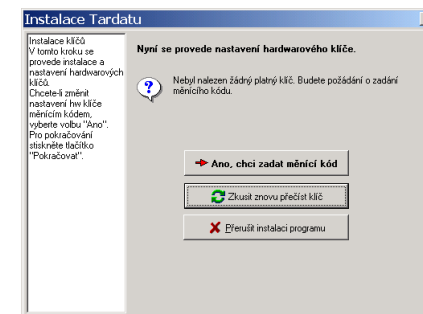 Instalace Tardatu
Instalace klíčů
V tomto kroku se
provede instalace a
nastavení hardwarových
klíčů.
Chcete-li změnit
nastavení hw klíče
měnícím kódem,
vyberte volbu "Ano".
Pro pokračování
stiskněte tlačítko
"Pokračovat".
Nyní se provede nastavení hardwarového klíče.
Nebyl nalezen žádný platný klíč. Budete požádání o zadání
měnícího kódu.
Ano, chci zadat měnící kód
Zkusit znovu přečíst klíč
Přerušit instalaci programu